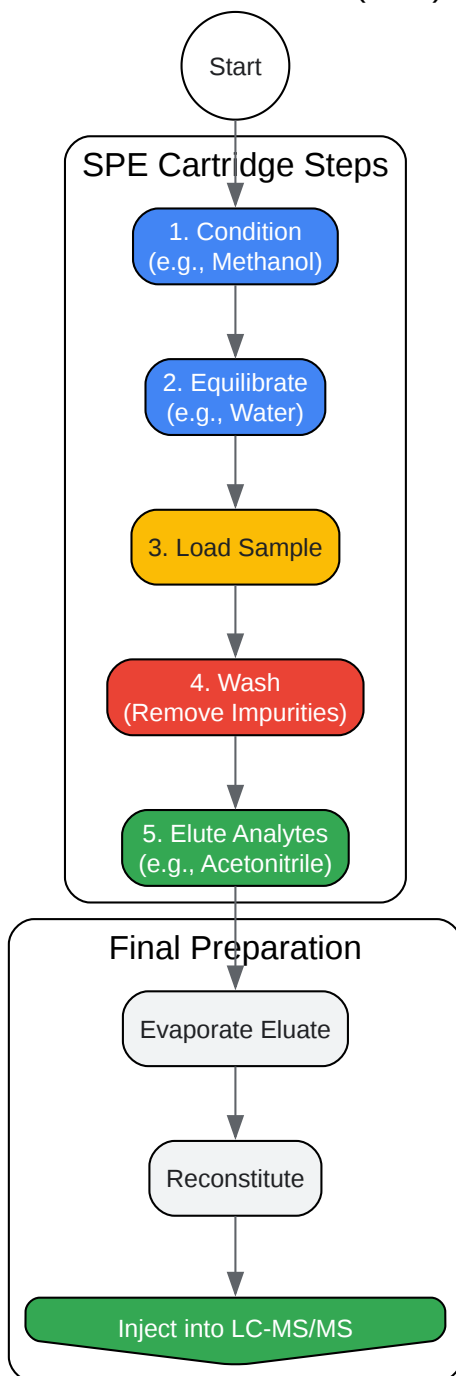 Start
SPE Cartridge Steps
1. Condition
(e.g., Methanol)
2. Equilibrate
(e.g., Water)
3. Load Sample
4. Wash
(Remove Impurities)
5. Elute Analytes
(e.g., Acetonitrile)
Final Preparation
Evaporate Eluate
Reconstitute
Inject into LC-MS/MS